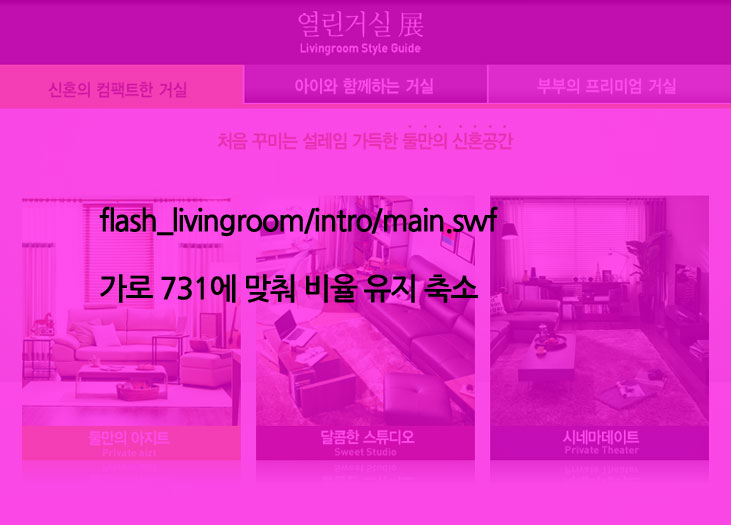 열린거실 展
Livingroom Style Guide
신혼의 컴팩트한 거실
아이와 함께하는 거실
부부의 프리미엄 거실
처음 꾸미는 설레임 가득한 둘만의 신혼공간
flash_livingroom/intro/main.swf
가로 731에 맞춰 비율 유지 축소
둘만의 아지트
Private aizt
달콤한 스튜디오
Sweet Studio
시네마데이트
Private Theater